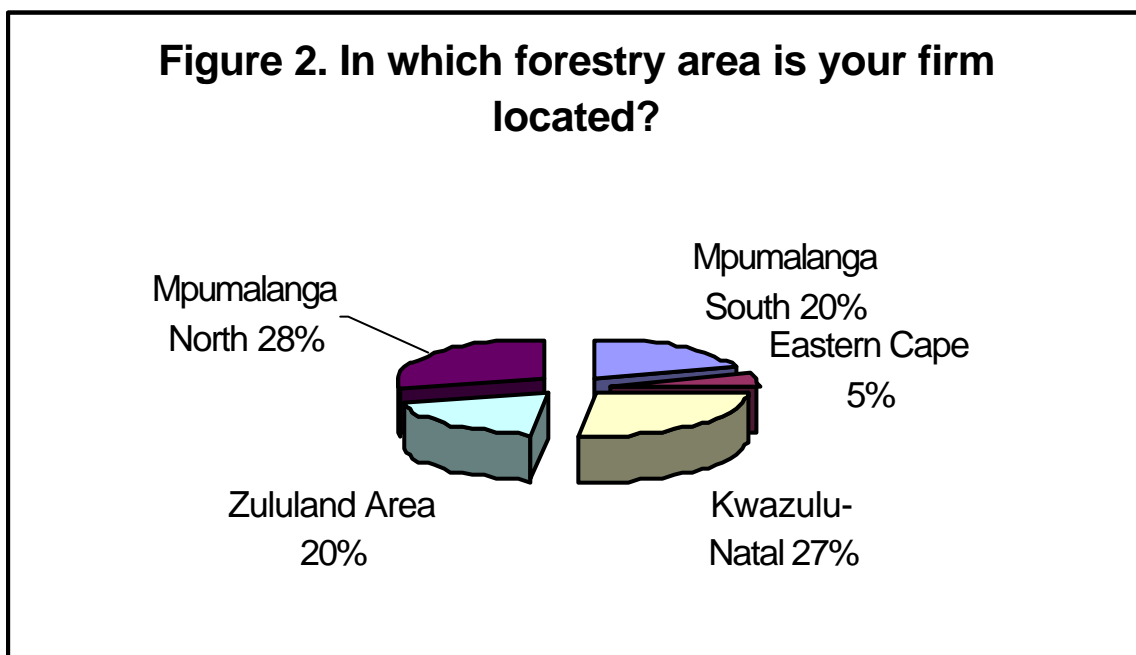 Figure 2. In which forestry area is your firm
located?
Mpumalanga
South 20%
Eastern Cape
5%
Kwazulu-
Natal 27%
Zululand Area
20%
Mpumalanga
North 28%